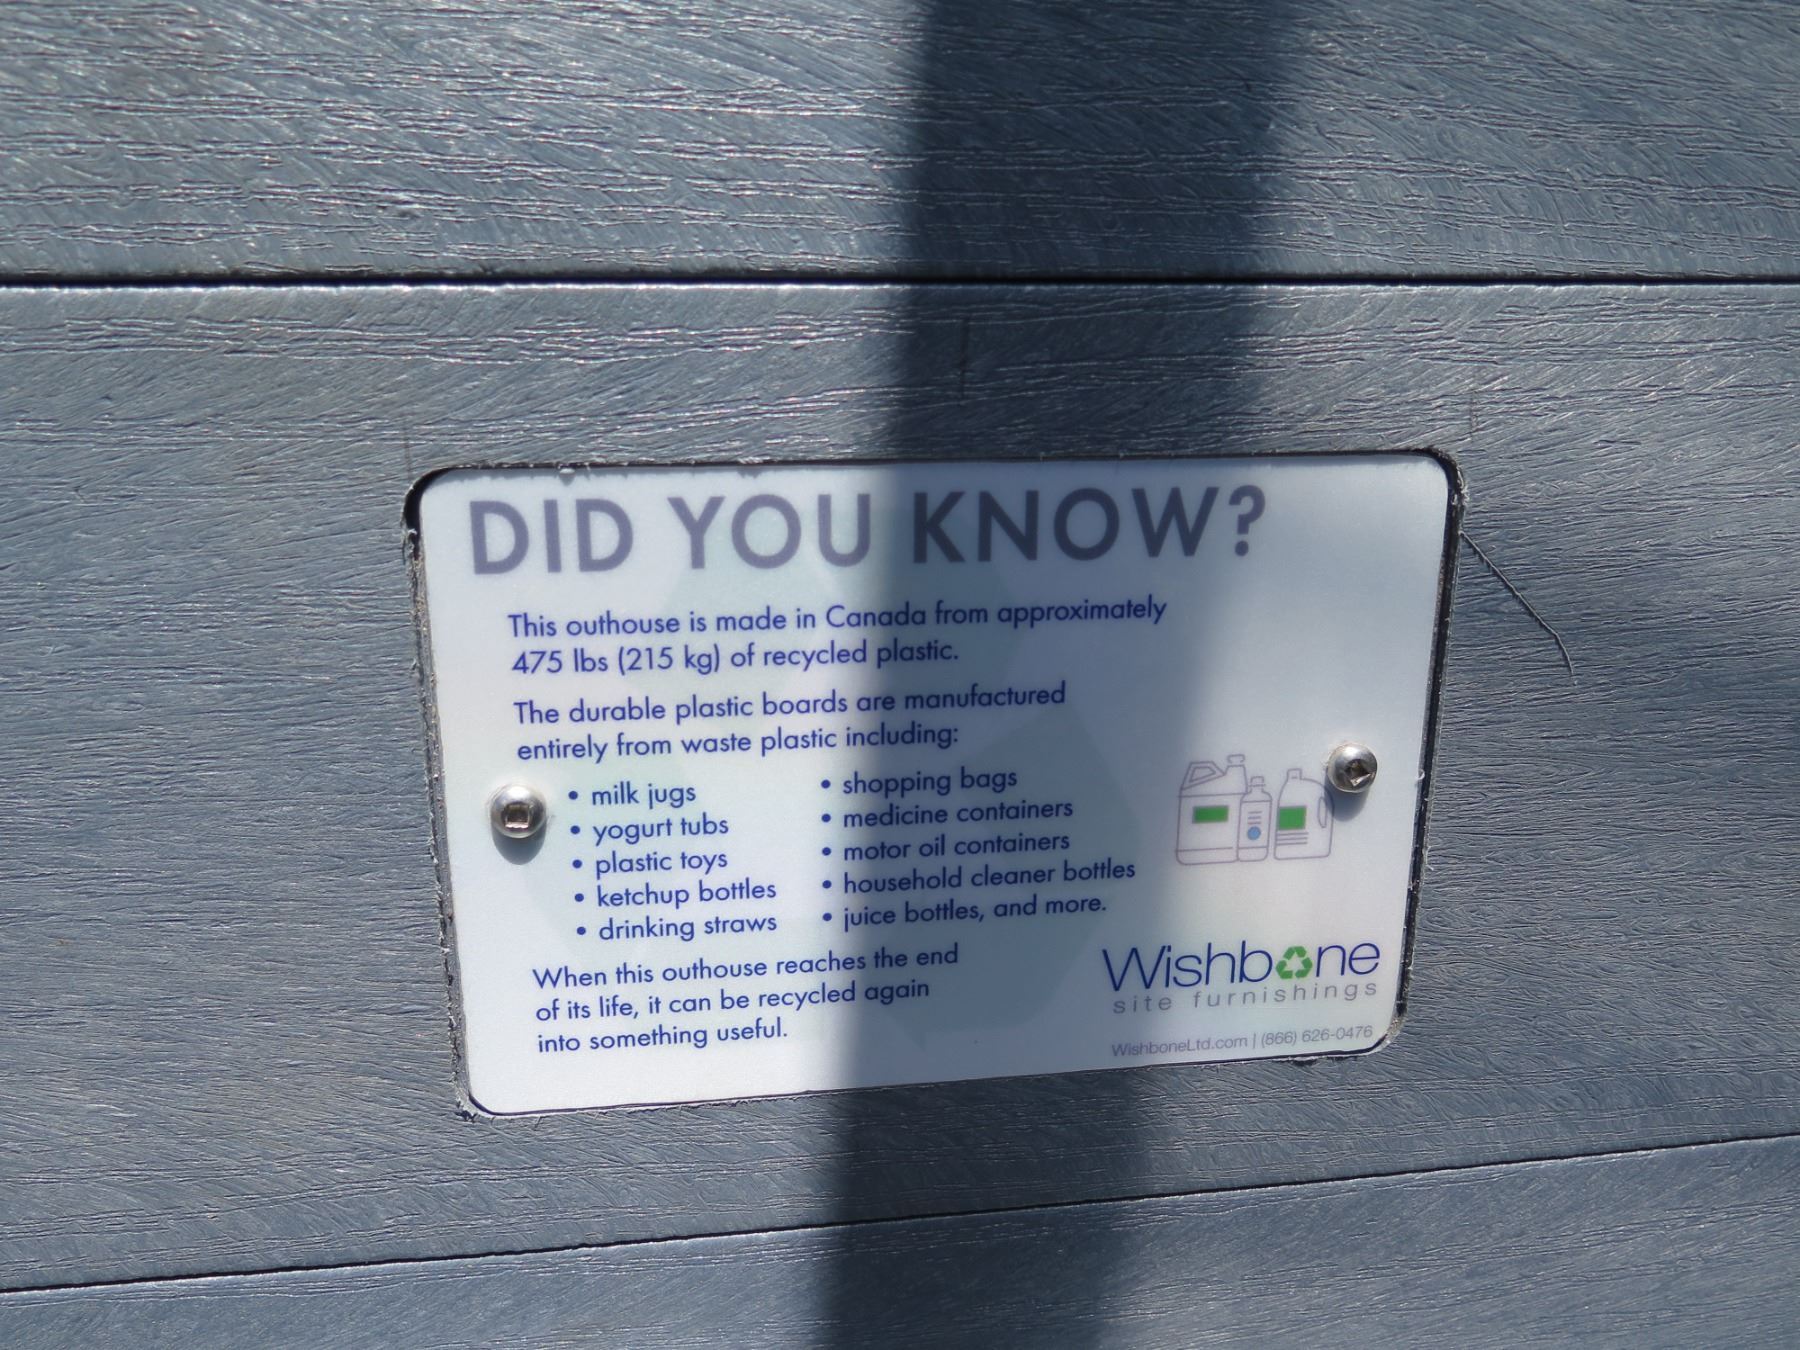 DID YOU KNOW?
This outhouse is made in Canada from approximately
475 lbs (215 kg) of recycled plastic.
The durable plastic boards are manufactured
entirely from waste plastic including:
• milk jugs
• yogurt tubs
• plastic toys
• ketchup bottles
• drinking straws
• shopping bags
• medicine containers
• motor oil containers
• household cleaner bottles
• juice bottles, and more.
When this outhouse reaches the end
of its life, it can be recycled again
into something useful.
Wishbone
site furnishings
WishboneLtd.com | (866) 626-0476